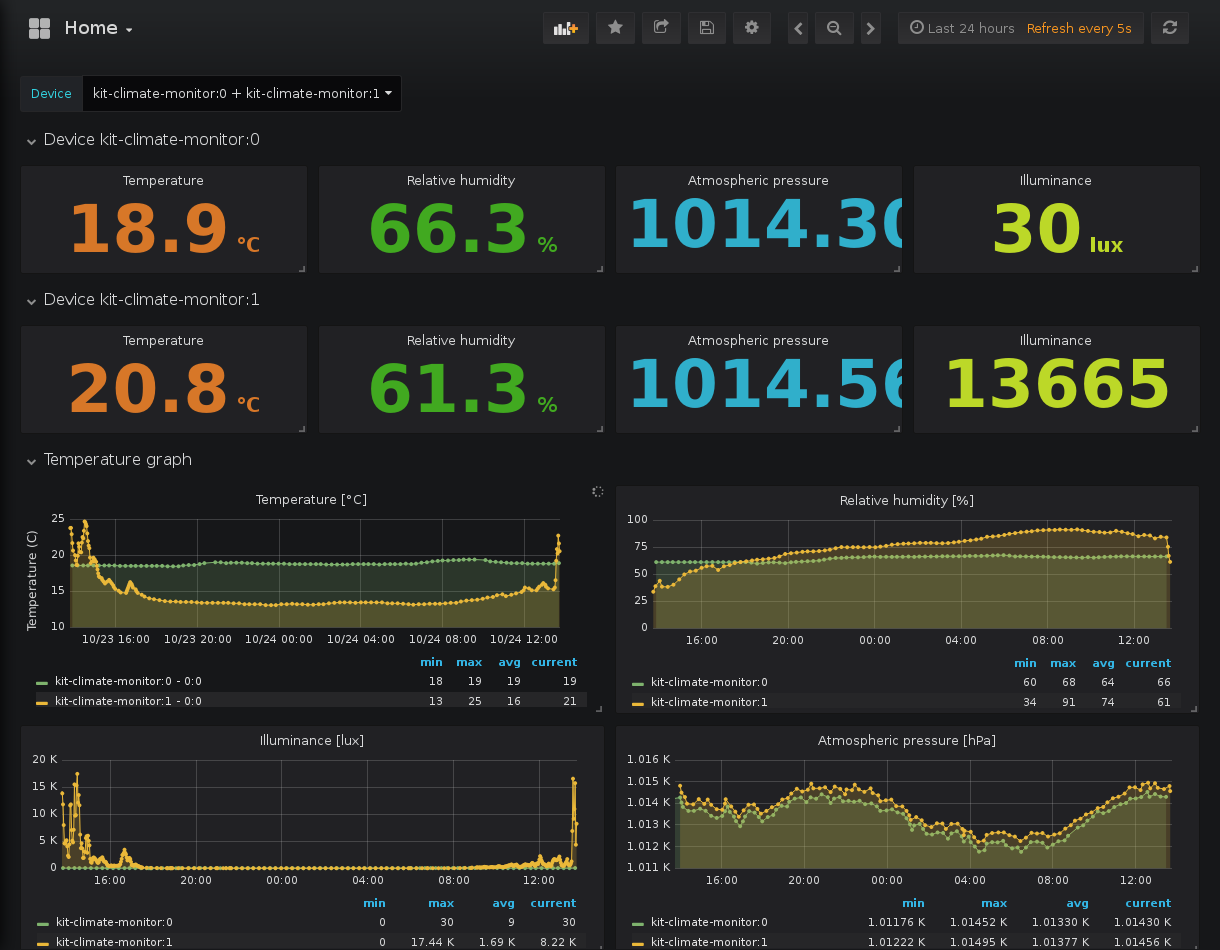 Home
Last 24 hours Refresh every 5s
Device kit-climate-monitor:0 + kit-climate-monitor:1
Device kit-climate-monitor:0
Temperature Relative humidity Atmospheric pressure Illuminance
18.9 °C 66.3 % 1014.30 30 lux
Device kit-climate-monitor:1
Temperature Relative humidity Atmospheric pressure Illuminance
20.8 °C 61.3 % 1014.56 13665
Temperature graph
Temperature [°C]
Temperature (C)
25
20
15
10
10/23 16:00 10/23 20:00 10/24 00:00 10/24 04:00 10/24 08:00 10/24 12:00
min max avg current
kit-climate-monitor:0 - 0:0 18 19 19 19
kit-climate-monitor:1 - 0:0 13 25 16 21
Relative humidity [%]
100
75
50
25
0
16:00 20:00 00:00 04:00 08:00 12:00
min max avg current
kit-climate-monitor:0 60 68 64 66
kit-climate-monitor:1 34 91 74 61
Illuminance [lux]
20 K
15 K
10 K
5 K
0
16:00 20:00 00:00 04:00 08:00 12:00
min max avg current
kit-climate-monitor:0 0 30 9 30
kit-climate-monitor:1 0 17.44 K 1.69 K 8.22 K
Atmospheric pressure [hPa]
1.016 K
1.015 K
1.014 K
1.013 K
1.012 K
1.011 K
16:00 20:00 00:00 04:00 08:00 12:00
min max avg current
kit-climate-monitor:0 1.01176 K 1.01452 K 1.01330 K 1.01430 K
kit-climate-monitor:1 1.01222 K 1.01495 K 1.01377 K 1.01456 K